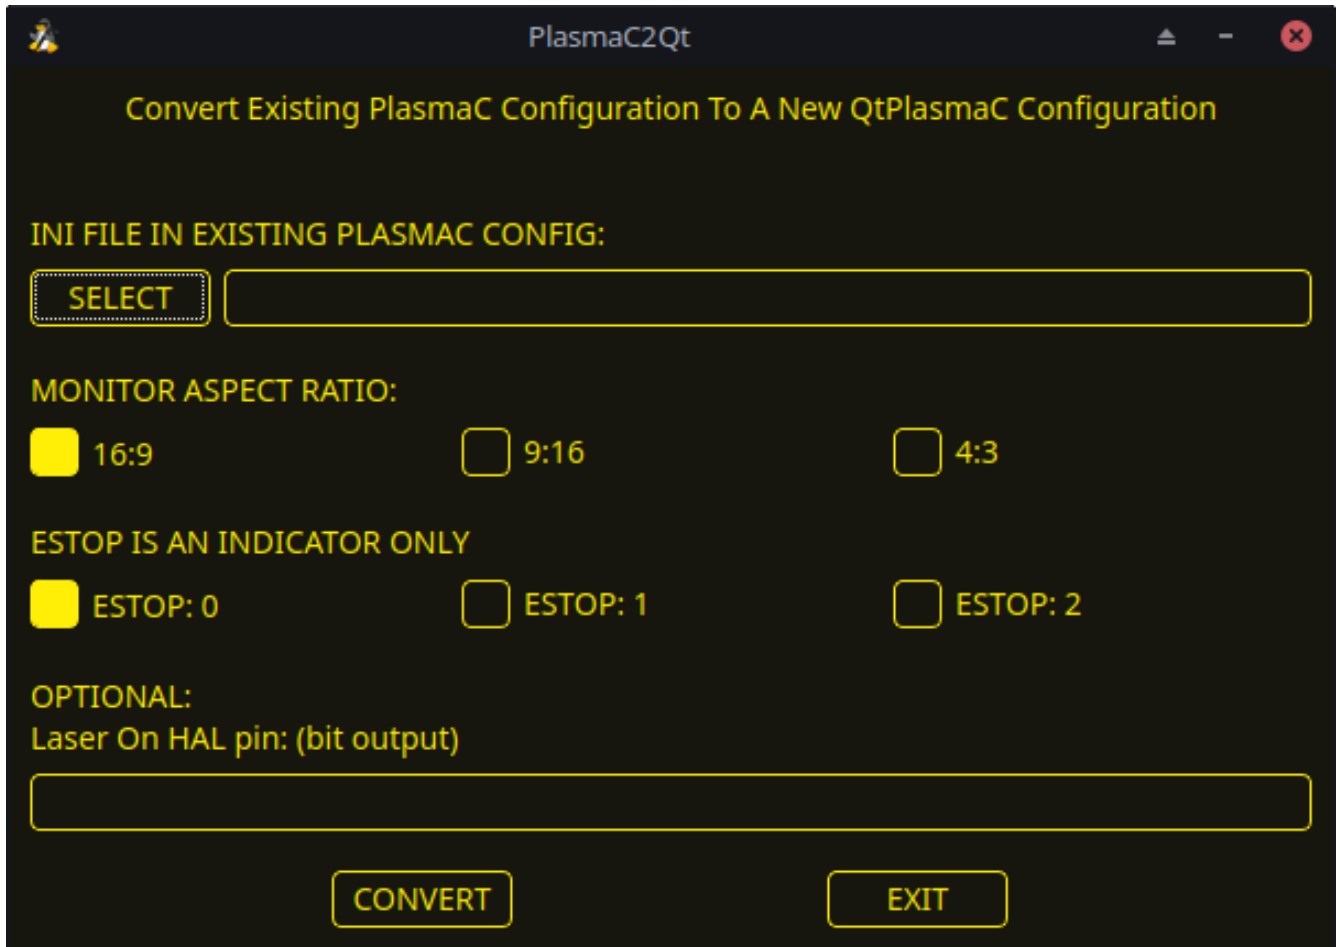 PlasmaC2Qt
Convert Existing PlasmaC Configuration To A New QtPlasmaC Configuration
INI FILE IN EXISTING PLASMAC CONFIG:
SELECT
MONITOR ASPECT RATIO:
16:9 9:16 4:3
ESTOP IS AN INDICATOR ONLY
ESTOP: 0 ESTOP: 1 ESTOP: 2
OPTIONAL:
Laser On HAL pin: (bit output)
CONVERT EXIT